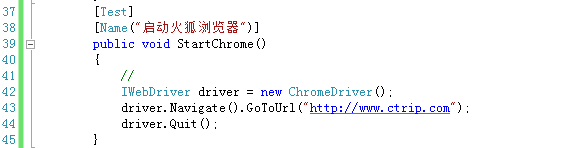 37 [Test]
38 [Name("启动火狐浏览器")]
39 public void StartChrome()
40 {
41 //
42 IWebDriver driver = new ChromeDriver();
43 driver.Navigate().GoToUrl("http://www.ctrip.com");
44 driver.Quit();
45 }